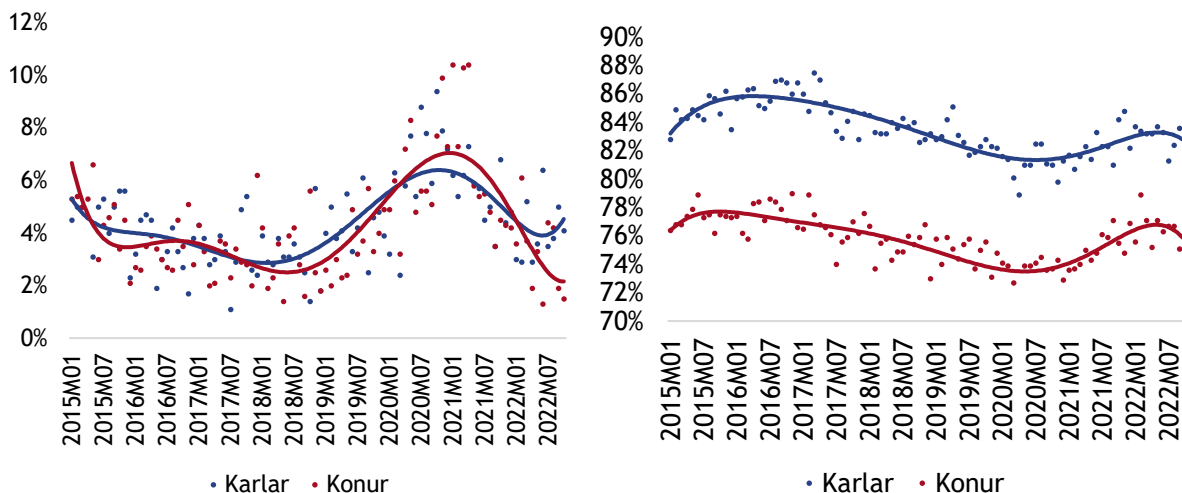 12%
10%
8%
6%
4%
2%
0%
2015M01
2015M07
2016M01
2016M07
2017M01
2017M07
2018M01
2018M07
2019M01
2019M07
2020M01
2020M07
2021M01
2021M07
2022M01
2022M07
Karlar
Konur
90%
88%
86%
84%
82%
80%
78%
76%
74%
72%
70%
2015M01
2015M07
2016M01
2016M07
2017M01
2017M07
2018M01
2018M07
2019M01
2019M07
2020M01
2020M07
2021M01
2021M07
2022M01
2022M07
Karlar
Konur